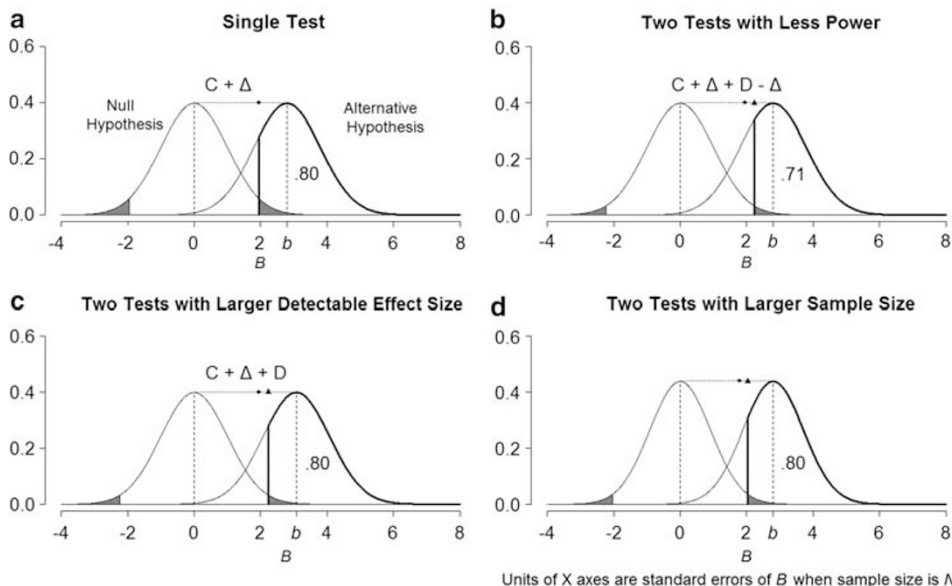 a Single Test
0.6
0.4
0.2
0.0
C + Δ
Null
Hypothesis
Alternative
Hypothesis
.80
-4 -2 0 2 b 4 6 8
B
b Two Tests with Less Power
0.6
0.4
0.2
0.0
C + Δ + D - Δ
.71
-4 -2 0 2 b 4 6 8
B
c Two Tests with Larger Detectable Effect Size
0.6
0.4
0.2
0.0
C + Δ + D
.80
-4 -2 0 2 b 4 6 8
B
d Two Tests with Larger Sample Size
0.6
0.4
0.2
0.0
.80
-4 -2 0 2 b 4 6 8
B
Units of X axes are standard errors of B when sample size is